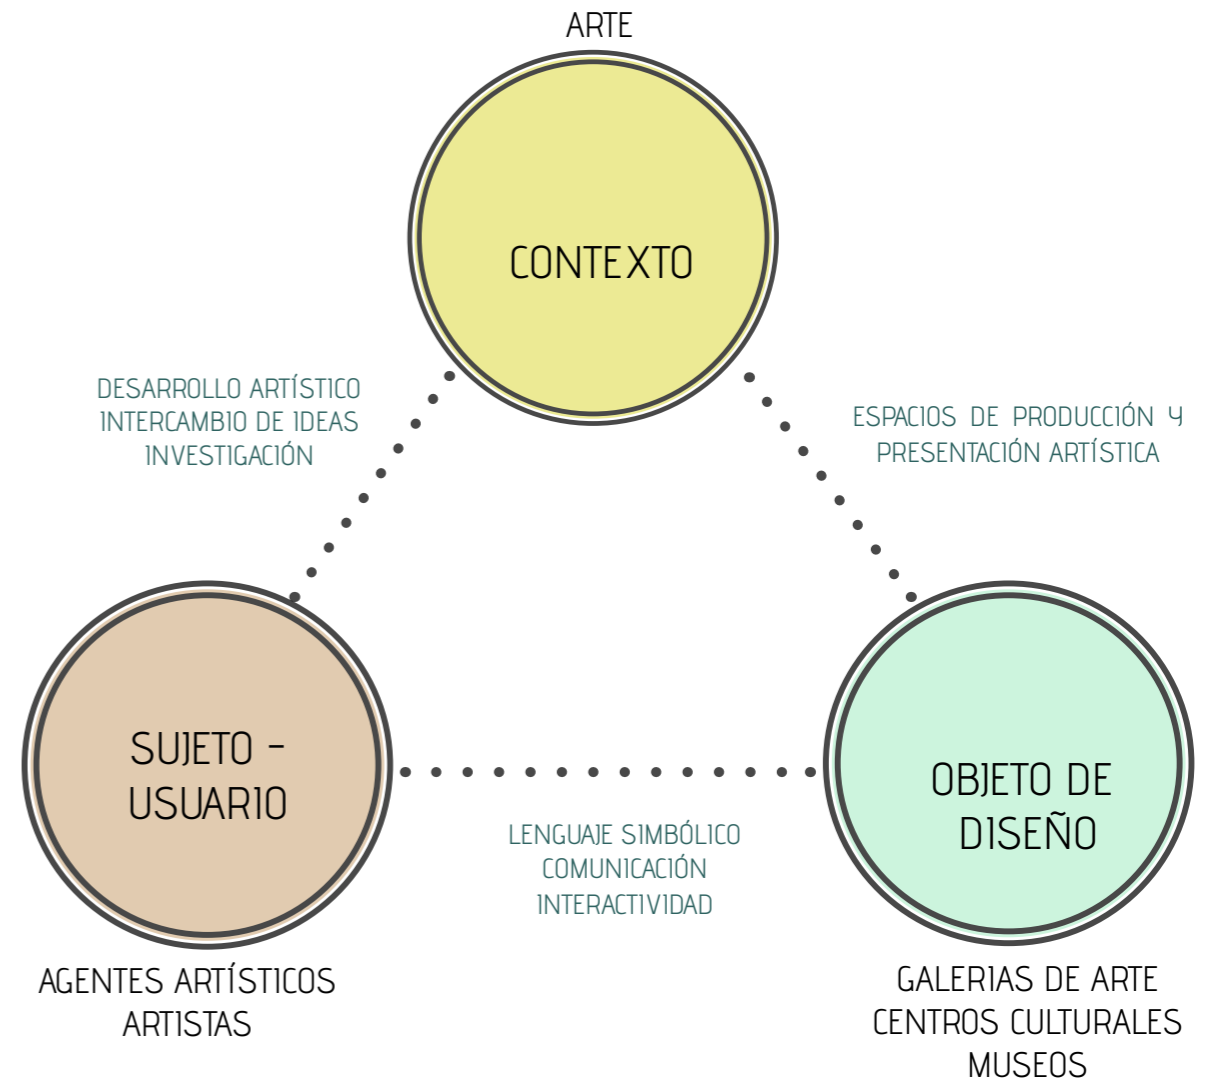 ARTE
CONTEXTO
DESARROLLO ARTÍSTICO
INTERCAMBIO DE IDEAS
INVESTIGACIÓN
ESPACIOS DE PRODUCCIÓN Y
PRESENTACIÓN ARTÍSTICA
SUJETO -
USUARIO
OBJETO DE
DISEÑO
LENGUAJE SIMBÓLICO
COMUNICACIÓN
INTERACTIVIDAD
AGENTES ARTÍSTICOS
ARTISTAS
GALERIAS DE ARTE
CENTROS CULTURALES
MUSEOS